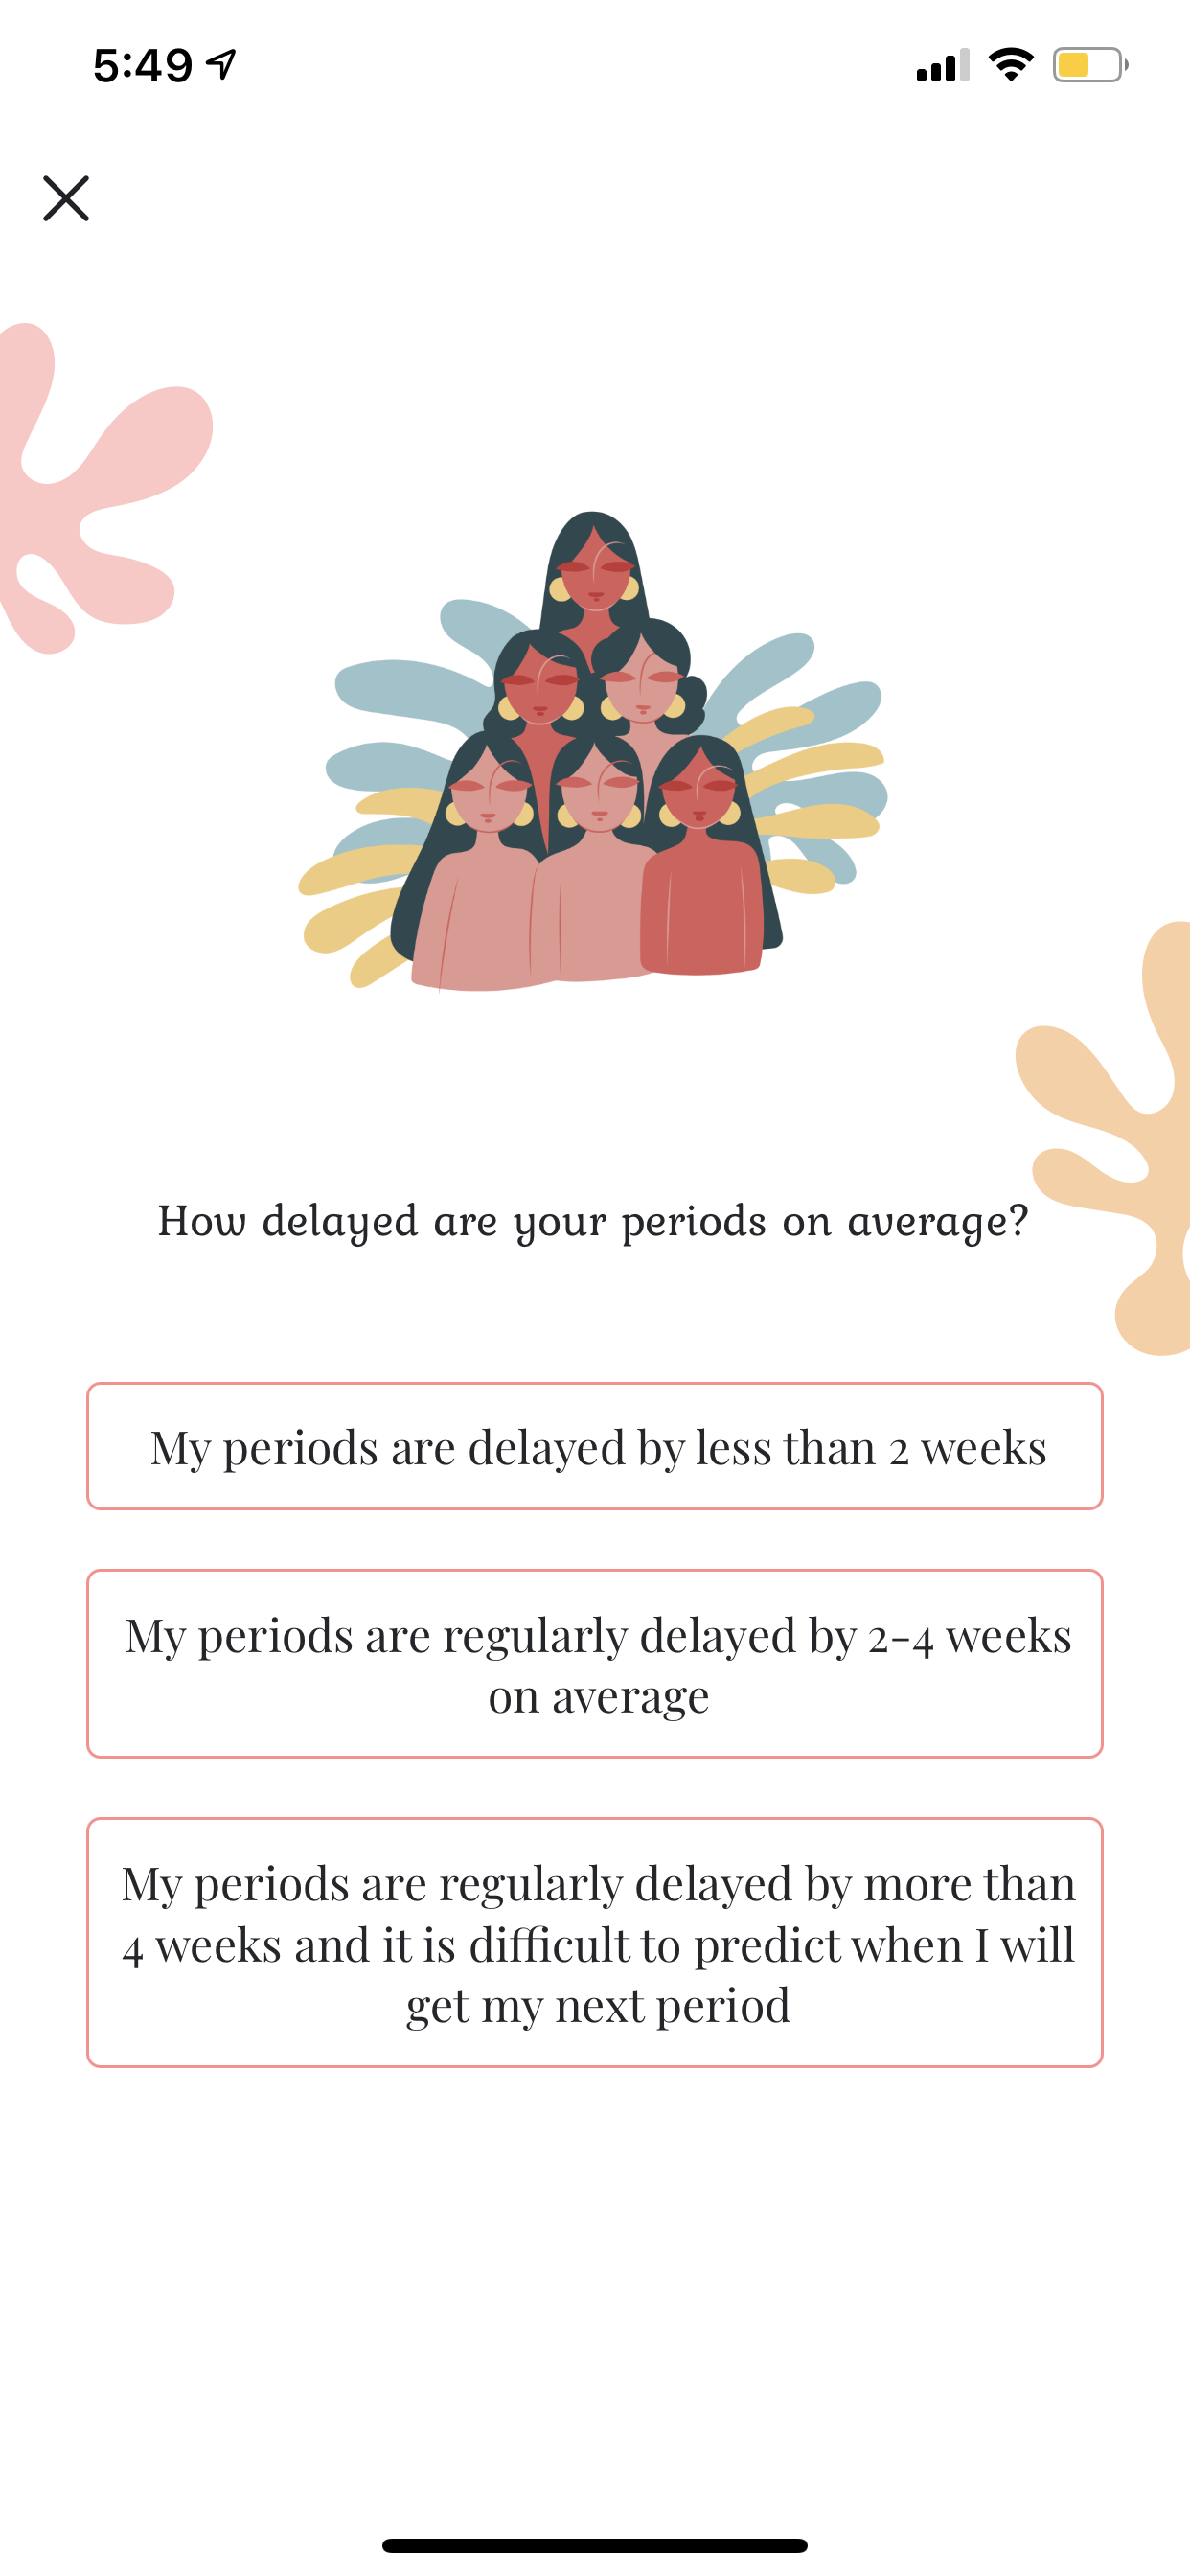 5:49
How delayed are your periods on average?
My periods are delayed by less than 2 weeks
My periods are regularly delayed by 2-4 weeks
on average
My periods are regularly delayed by more than
4 weeks and it is difficult to predict when I will
get my next period